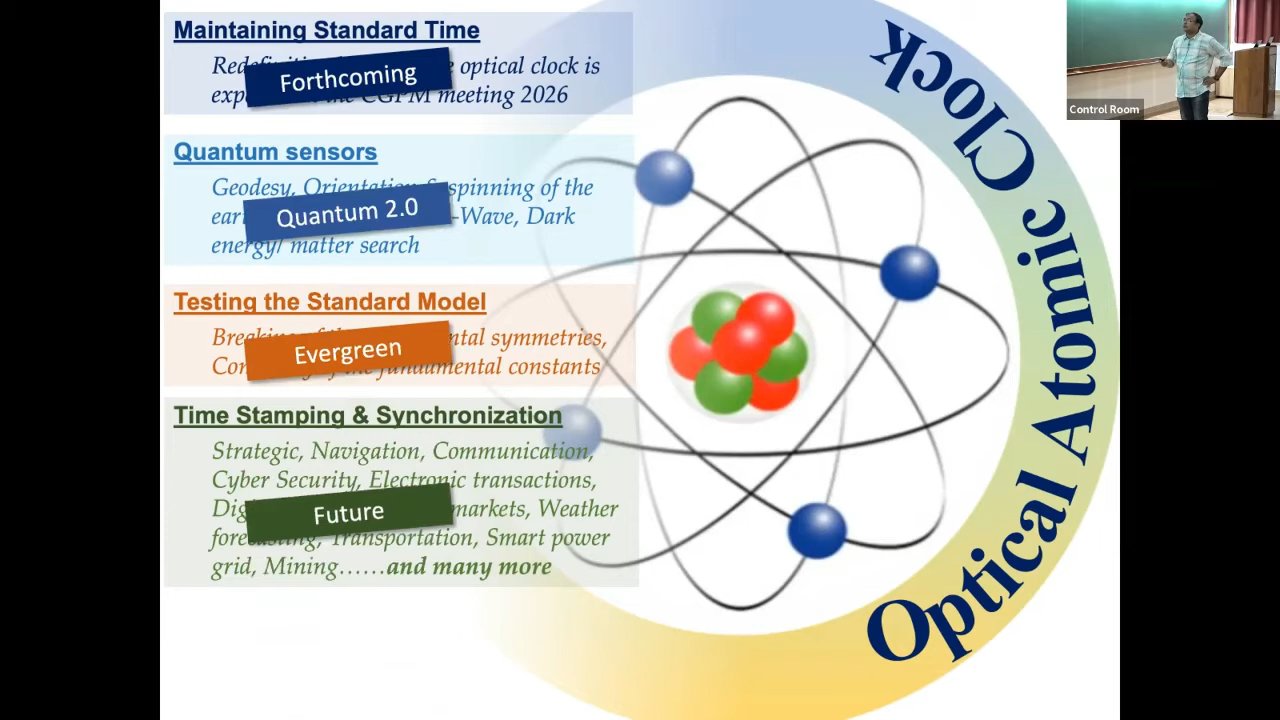 Maintaining Standard Time
optical clock is
Forthcoming
CGPM meeting 2026
Quantum sensors
Geodesy, Orientation spinning of the
Quantum 2.0
-Wave, Dark
energy/ matter search
Testing the Standard Model
symmetries,
Evergreen
of the fundamental constants
Time Stamping & Synchronization
Strategic, Navigation, Communication,
Cyber Security, Electronic transactions,
markets, Weather
Future
forecasting, Transportation, Smart power
grid, Mining……and many more
Optical Atomic Clock
Control Room